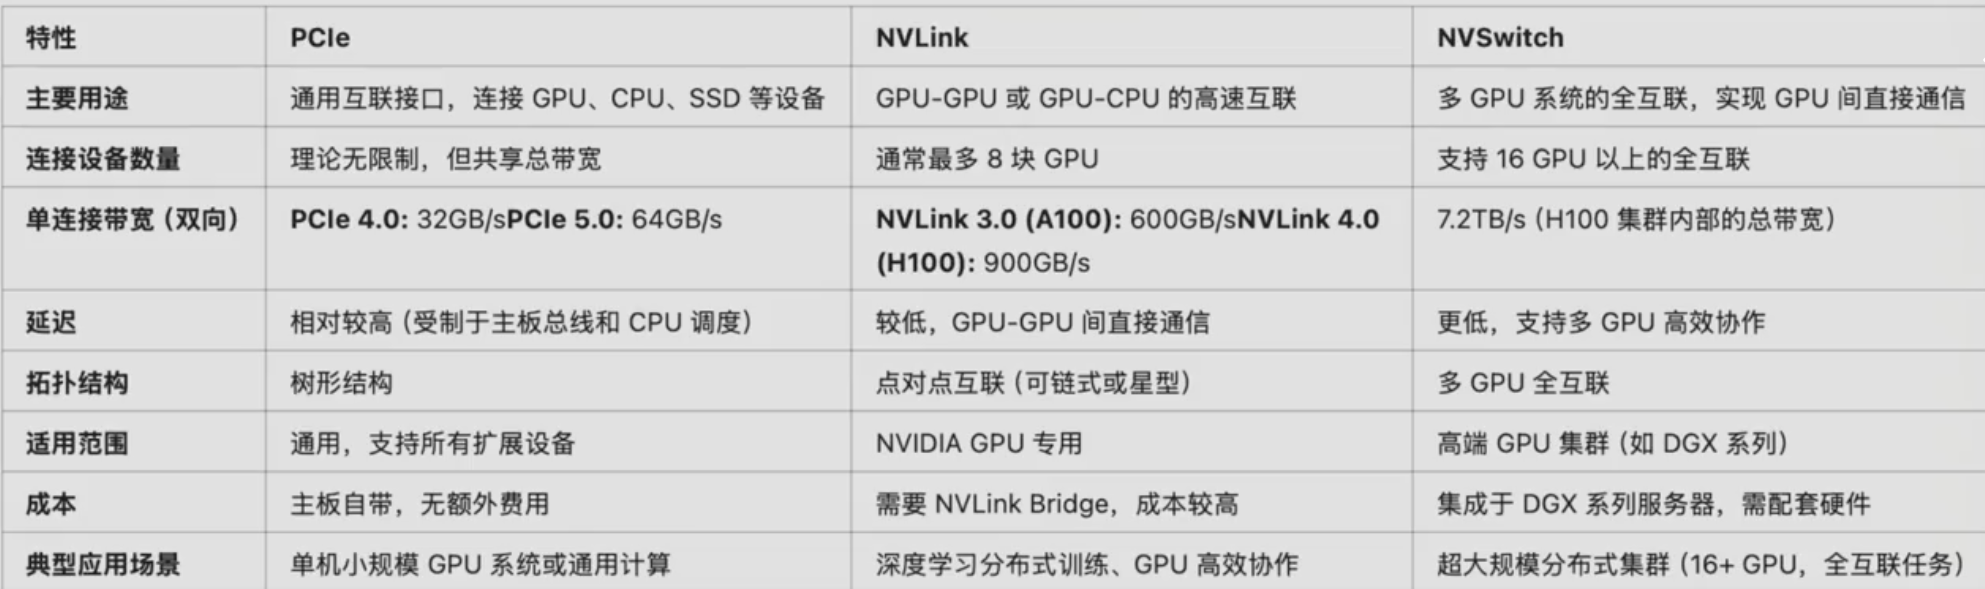 特性 PCIe NVLink NVSwitch
主要用途 通用互联接口，连接 GPU、CPU、SSD 等设备 GPU-GPU 或 GPU-CPU 的高速互联 多 GPU 系统的全互联，实现 GPU 间直接通信
连接设备数量 理论无限制，但共享总带宽 通常最多 8 块 GPU 支持 16 GPU 以上的全互联
单连接带宽（双向） PCIe 4.0: 32GB/sPCIe 5.0: 64GB/s NVLink 3.0 (A100): 600GB/sNVLink 4.0 7.2TB/s（H100 集群内部的总带宽）
(H100): 900GB/s
延迟 相对较高（受制于主板总线和 CPU 调度） 较低，GPU-GPU 间直接通信 更低，支持多 GPU 高效协作
拓扑结构 树形结构 点对点互联（可链式或星型） 多 GPU 全互联
适用范围 通用，支持所有扩展设备 NVIDIA GPU 专用 高端 GPU 集群（如 DGX 系列）
成本 主板自带，无额外费用 需要 NVLink Bridge，成本较高 集成于 DGX 系列服务器，需配套硬件
典型应用场景 单机小规模 GPU 系统或通用计算 深度学习分布式训练、GPU 高效协作 超大规模分布式集群（16+ GPU，全互联任务）